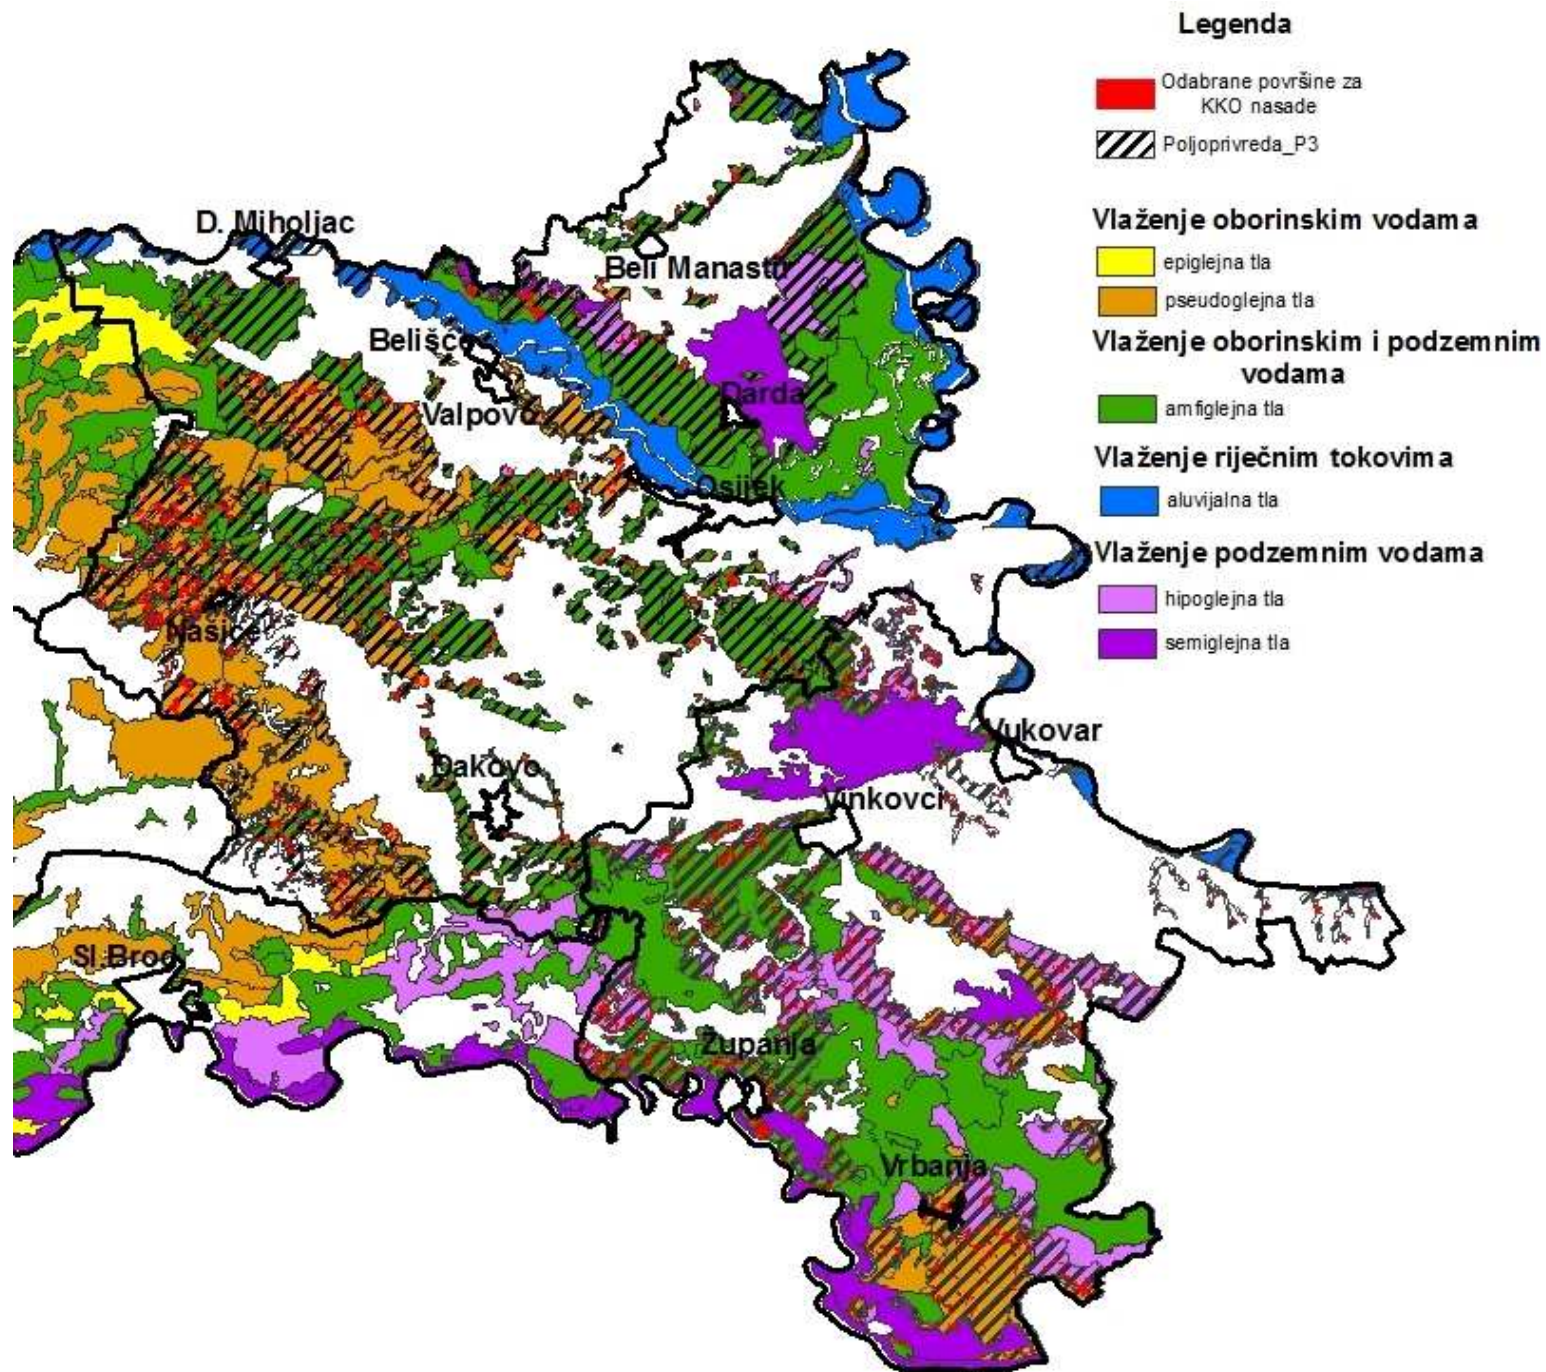 Legenda
Odabrane površine za
KKO nasade
Poljoprivreda_P3
Vlaženje oborinskim vodama
epiglejna tla
pseudoglejna tla
Vlaženje oborinskim i podzemnim
vodama
amfiglejna tla
Vlaženje riječnim tokovima
aluvijalna tla
Vlaženje podzemnim vodama
hipoglejna tla
semiglejna tla
D. Miholjac
Beli Manastir
Belišće
Valpovo
Darda
Osijek
Našice
Vukovar
Đakovo
Vinkovci
Sl.Brod
Županja
Vrbanja